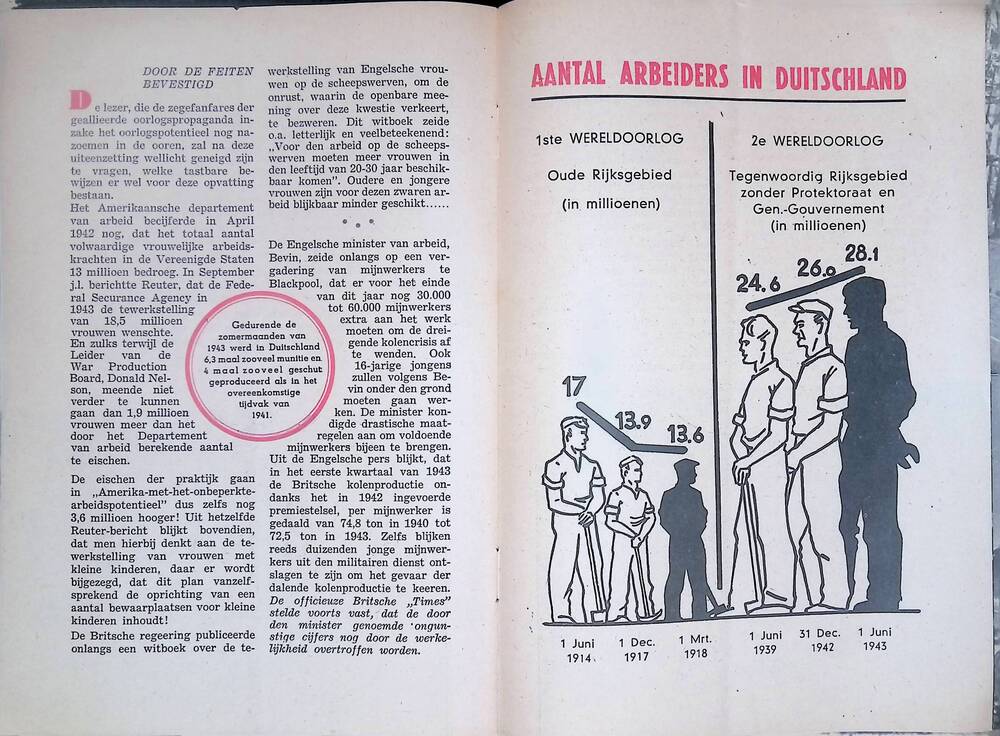 DOOR DE FEITEN
BEVESTIGD
De lezer, die de zegefanfares der
geallieerde oorlogspropaganda in-
zake het oorlogspotentieel nog na-
zoemen in de ooren, zal na deze
uiteenzetting wellicht geneigd zijn
te vragen, welke tastbare be-
wijzen er wel voor deze opvatting
bestaan.
Het Amerikaansche departement
van arbeid becijferde in April
1942 nog, dat het totaal aantal
volwaardige vrouwelijke arbeids-
krachten in de Vereenigde Staten
13 millioen bedroeg. In September
j.l. berichtte Reuter, dat de Fede-
ral Securance Agency in
1943 de tewerkstelling
van 18,5 millioen
vrouwen wenschte.
En zulks terwijl de
Leider van de
War Production
Board, Donald Nel-
son, meende niet
verder te kunnen
gaan dan 1,9 millioen
vrouwen meer dan het
door het Departement
van arbeid berekende aantal
te eischen.
De eischen der praktijk gaan
in „Amerika-met-het-onbeperkte-
arbeidspotentieel” dus zelfs nog
3,6 millioen hooger! Uit hetzelfde
Reuter-bericht blijkt bovendien,
dat men hierbij denkt aan de te-
werkstelling van vrouwen met
kleine kinderen, daar er wordt
bijgezegd, dat dit plan vanzelf-
sprekend de oprichting van een
aantal bewaarplaatsen voor kleine
kinderen inhoudt!
De Britsche regeering publiceerde
onlangs een witboek over de te-
Gedurende de
zomermaanden van
1943 werd in Duitschland
6,3 maal zooveel munitie en
4 maal zooveel geschut
geproduceerd als in het
overeenkomstige
tijdvak van
1941.
werkstelling van Engelsche vrou-
wen op de scheepswerven, om de
onrust, waarin de openbare mee-
ning over deze kwestie verkeert,
te bezweren. Dit witboek zeide
o.a. letterlijk en veelbeteekenend:
„Voor den arbeid op de scheeps-
werven moeten meer vrouwen in
den leeftijd van 20-30 jaar beschik-
baar komen”. Oudere en jongere
vrouwen zijn voor dezen zwaren ar-
beid blijkbaar minder geschikt......
* * *
De Engelsche minister van arbeid,
Bevin, zeide onlangs op een ver-
gadering van mijnwerkers te
Blackpool, dat er voor het einde
van dit jaar nog 30.000
tot 60.000 mijnwerkers
extra aan het werk
moeten om de drei-
gende kolencrisis af
te wenden. Ook
16-jarige jongens
zullen volgens Be-
vin onder den grond
moeten gaan wer-
ken. De minister kon-
digde drastische maat-
regelen aan om voldoende
mijnwerkers bijeen te brengen.
Uit de Engelsche pers blijkt, dat
in het eerste kwartaal van 1943
de Britsche kolenproductie on-
danks het in 1942 ingevoerde
premiestelsel, per mijnwerker is
gedaald van 74,8 ton in 1940 tot
72,5 ton in 1943. Zelfs blijken
reeds duizenden jonge mijnwer-
kers uit den militairen dienst ont-
slagen te zijn om het gevaar der
dalende kolenproductie te keeren.
De officieuze Britsche „Times”
stelde voorts vast, dat de door
den minister genoemde ongun-
stige cijfers nog door de werke-
lijkheid overtroffen worden.
AANTAL ARBEIDERS IN DUITSCHLAND
1ste WERELDOORLOG
Oude Rijksgebied
(in millioenen)
2e WERELDOORLOG
Tegenwoordig Rijksgebied
zonder Protektoraat en
Gen.-Gouvernement
(in millioenen)
17
13.9
13.6
24.6
26.0
28.1
1 Juni
1914
1 Dec.
1917
1 Mrt.
1918
1 Juni
1939
31 Dec.
1942
1 Juni
1943